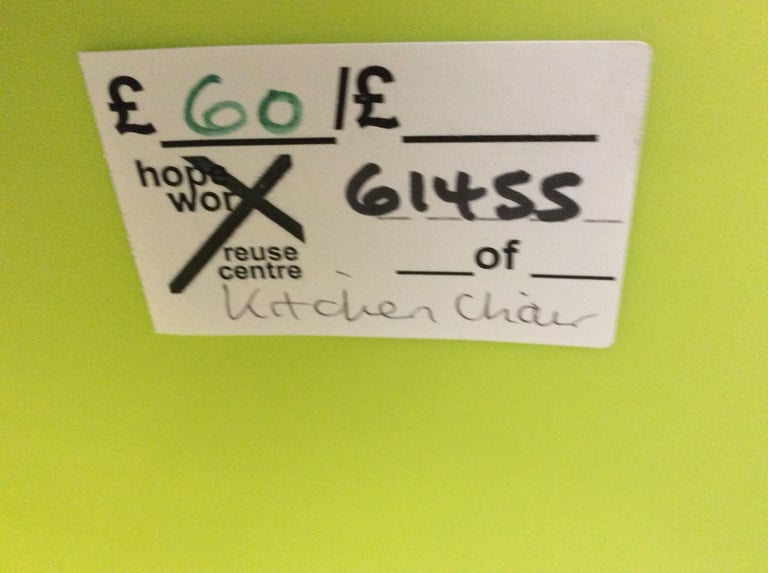 £ 60 /£
hope
wor
61455
reuse
centre
of
Kitchen Chair